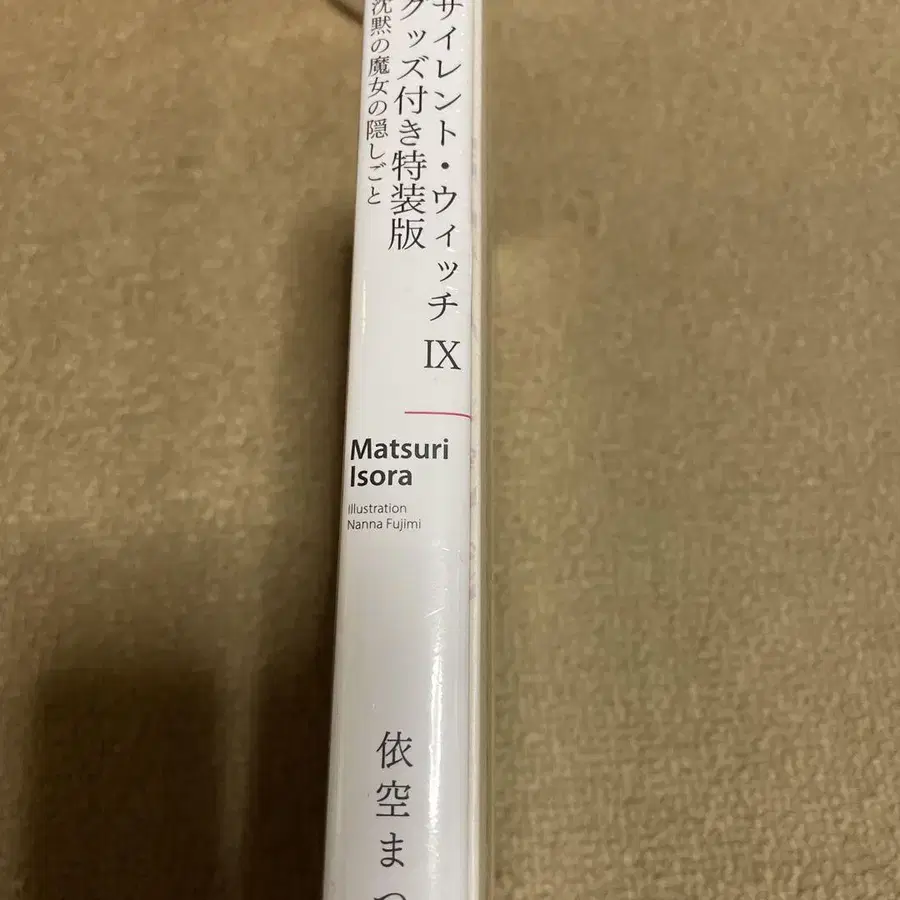 サイレント・ウィッチ IX
グッズ付き特装版
沈黙の魔女の隠しごと
Matsuri
Isora
Illustration
Nanna Fujimi
依空まつ